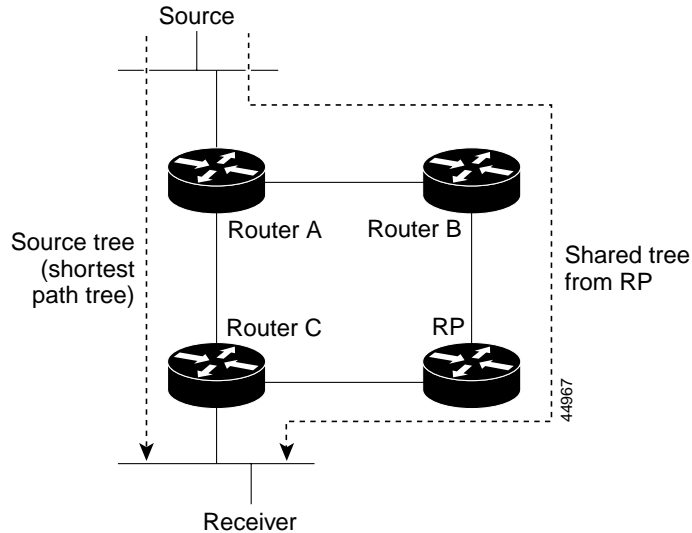 Source
Router A
Router B
Source tree
(shortest
path tree)
Shared tree
from RP
Router C
RP
44967
Receiver